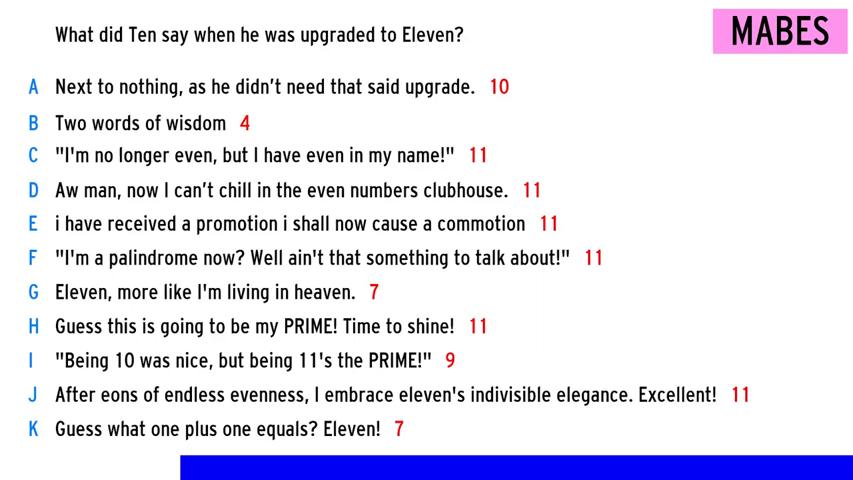 What did Ten say when he was upgraded to Eleven?
MABES
A Next to nothing, as he didn’t need that said upgrade. 10
B Two words of wisdom 4
C "I'm no longer even, but I have even in my name!" 11
D Aw man, now I can’t chill in the even numbers clubhouse. 11
E i have received a promotion i shall now cause a commotion 11
F "I'm a palindrome now? Well ain't that something to talk about!" 11
G Eleven, more like I'm living in heaven. 7
H Guess this is going to be my PRIME! Time to shine! 11
I "Being 10 was nice, but being 11's the PRIME!" 9
J After eons of endless evenness, I embrace eleven's indivisible elegance. Excellent! 11
K Guess what one plus one equals? Eleven! 7